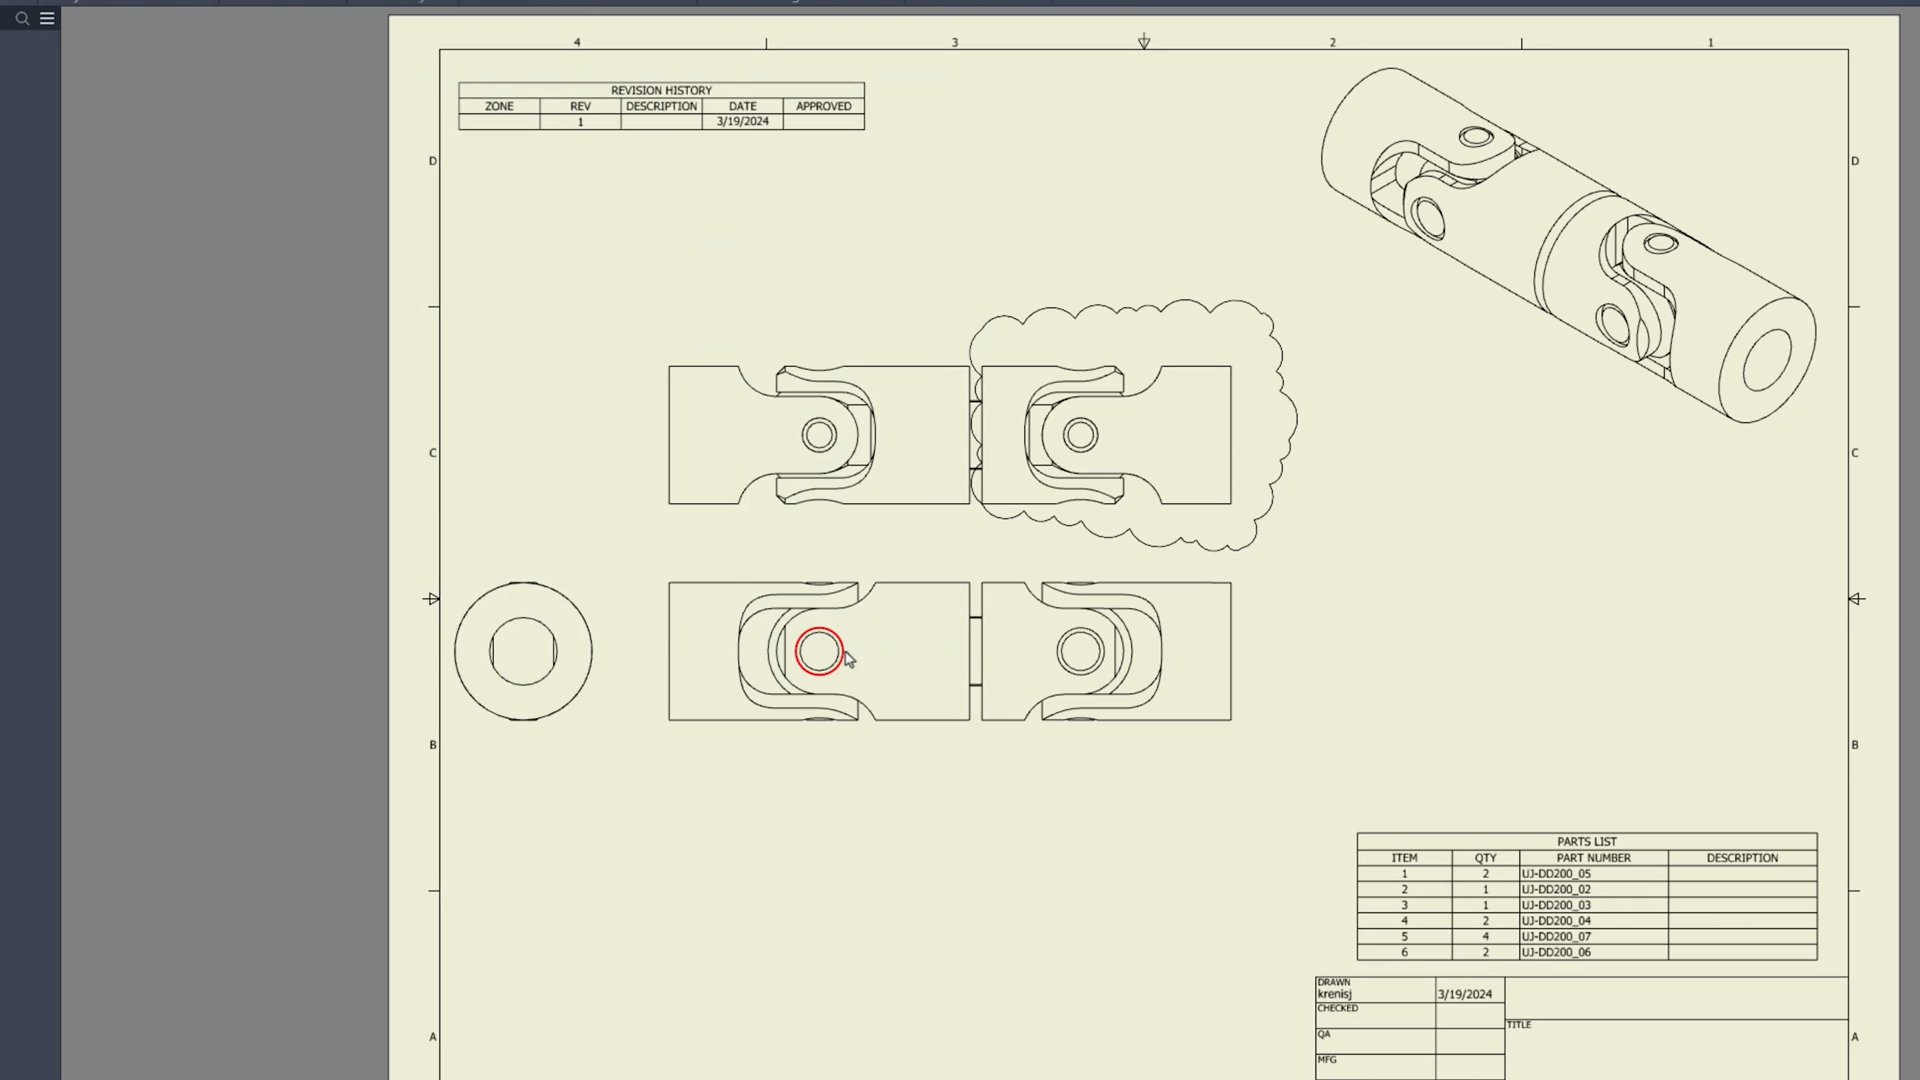 4 3 2 1
REVISION HISTORY
ZONE REV DESCRIPTION DATE APPROVED
1 3/19/2024
D D
C C
B B
PARTS LIST
ITEM QTY PART NUMBER DESCRIPTION
1 2 UJ-DD200_05
2 1 UJ-DD200_02
3 1 UJ-DD200_03
4 2 UJ-DD200_04
5 4 UJ-DD200_07
6 2 UJ-DD200_06
DRAWN
krenisj 3/19/2024
CHECKED
TITLE
QA
A A
MFG